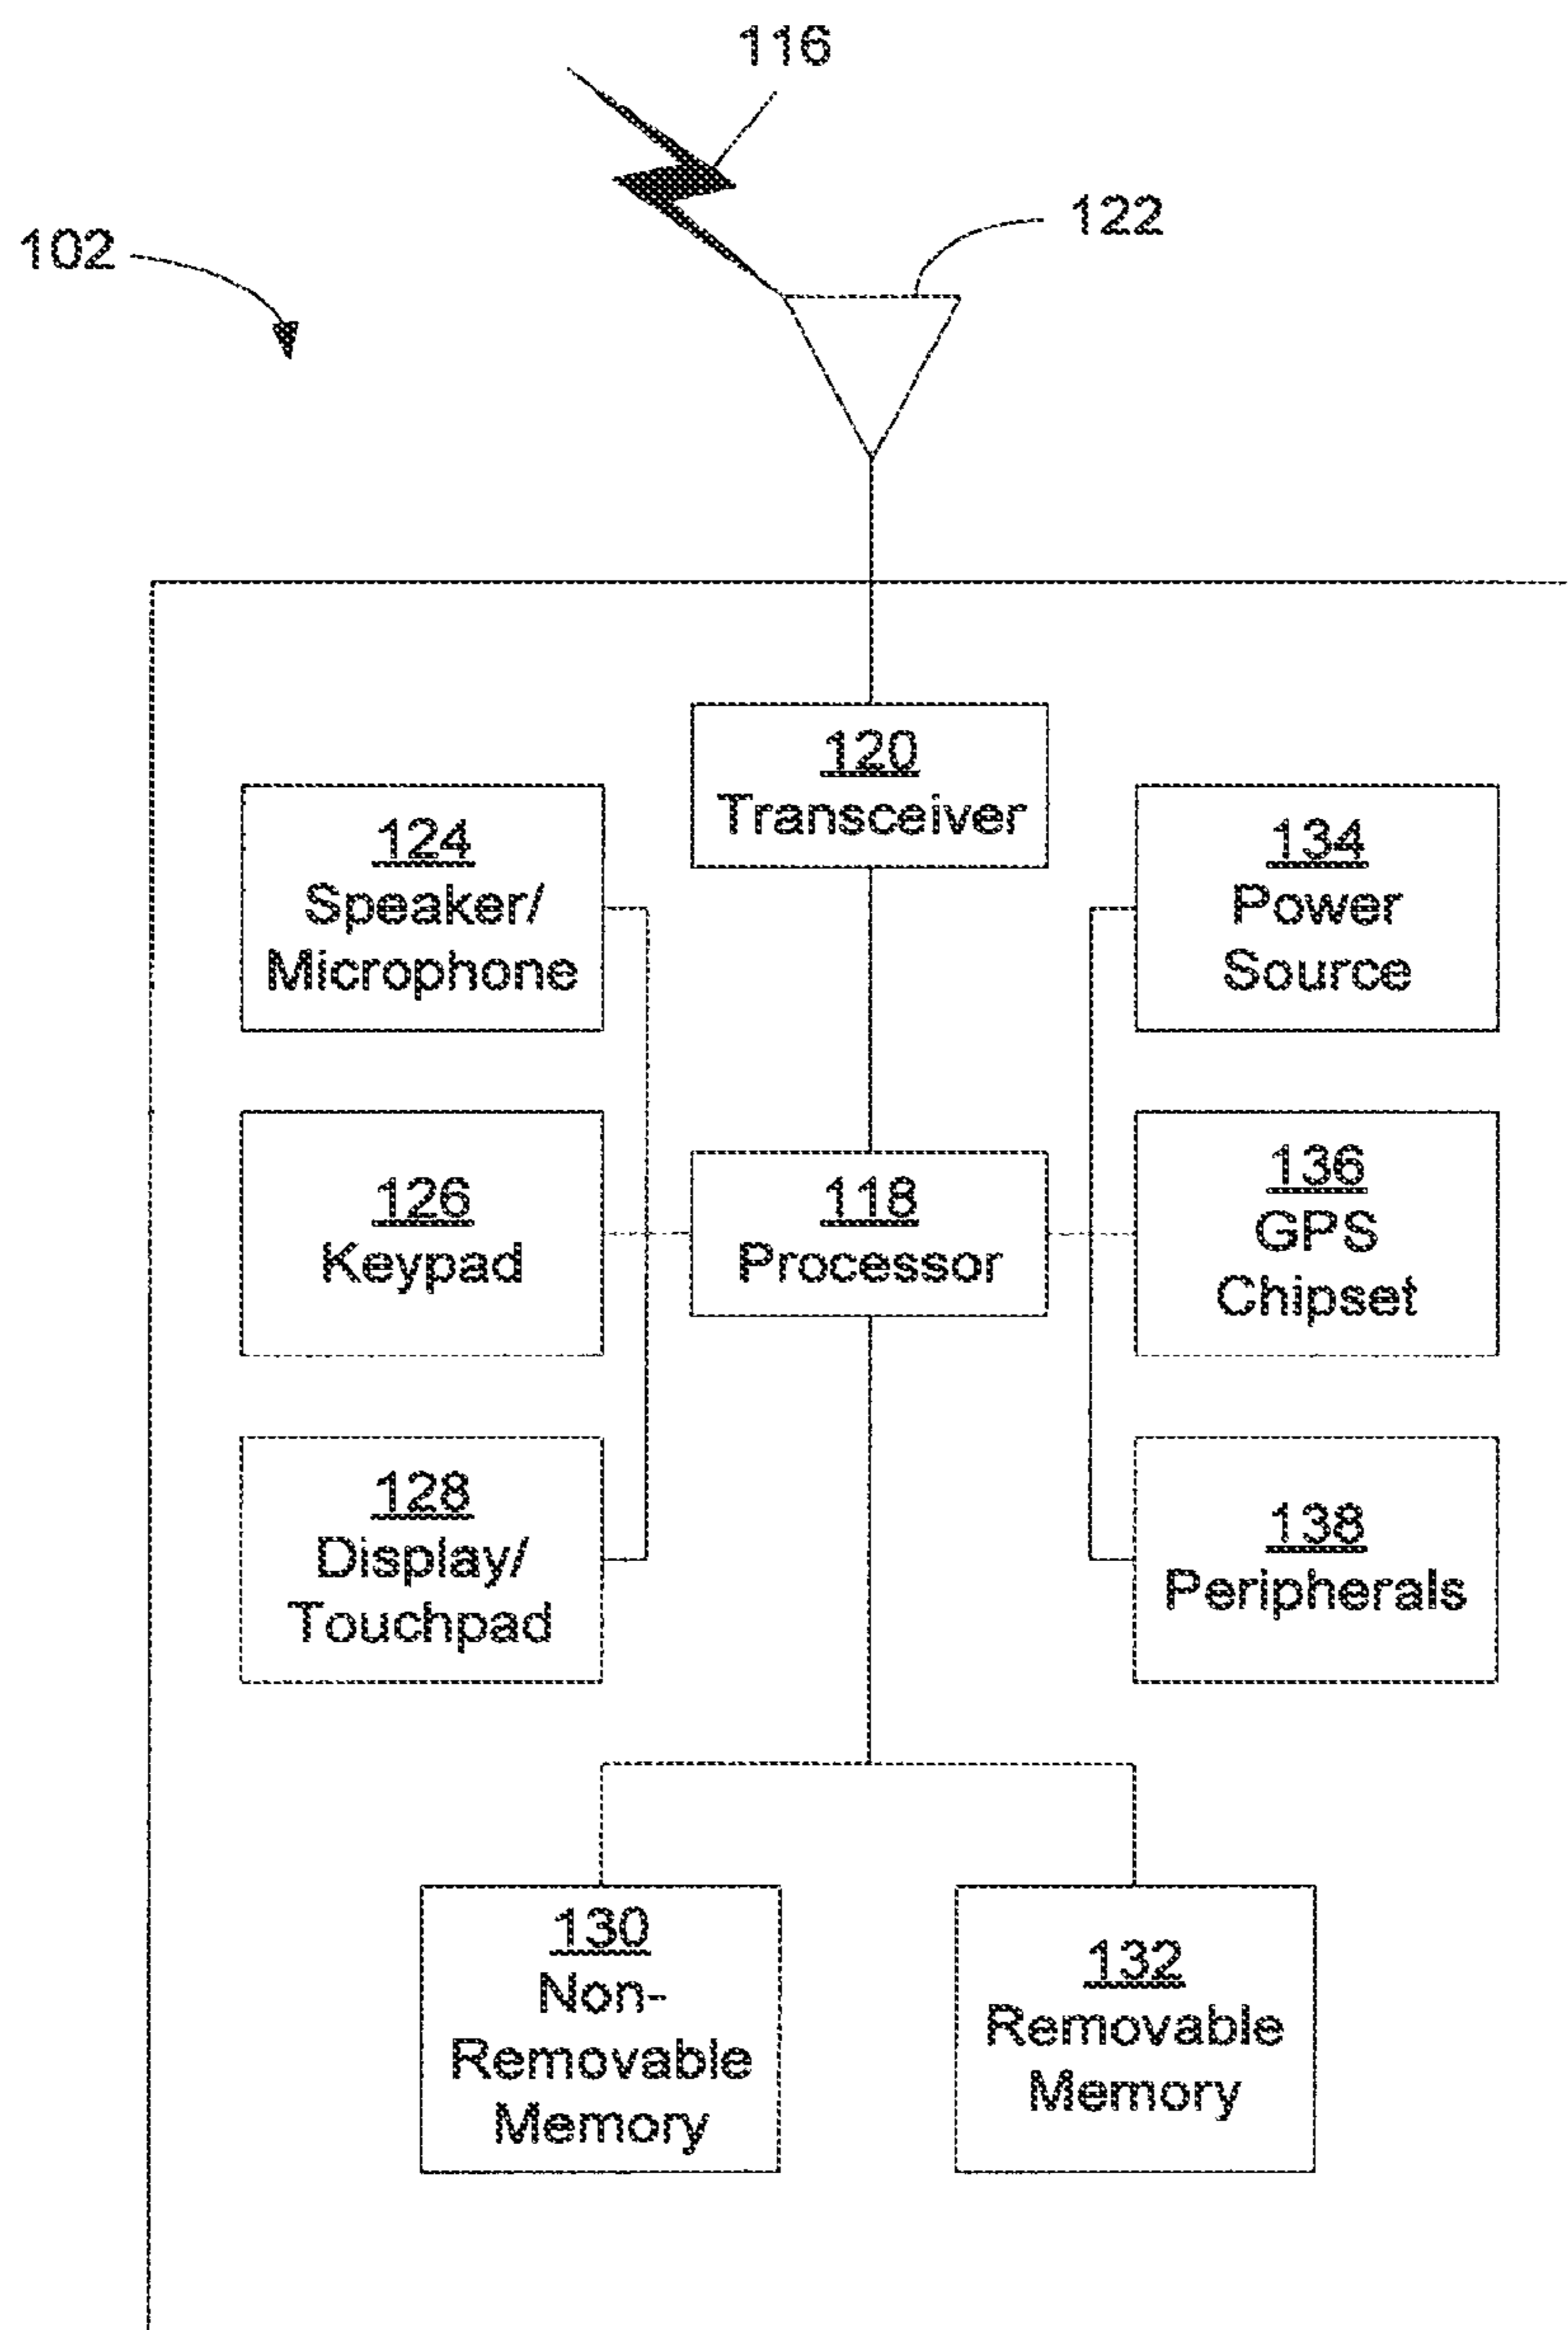 116
122
102
120
Transceiver
124
Speaker/
Microphone
134
Power
Source
126
Keypad
118
Processor
136
GPS
Chipset
128
Display/
Touchpad
138
Peripherals
130
Non-
Removable
Memory
132
Removable
Memory